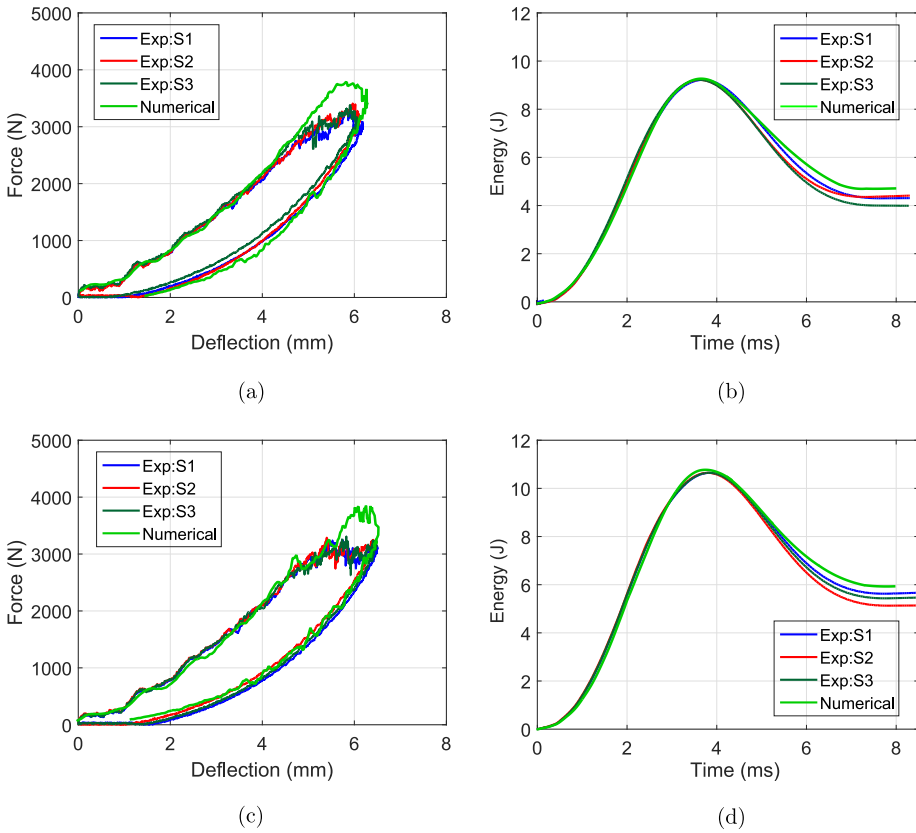 5000
4000
3000
2000
1000
0
Force (N)
Exp:S1
Exp:S2
Exp:S3
Numerical
0 2 4 6 8
Deflection (mm)
(a)
12
10
8
6
4
2
0
Energy (J)
Exp:S1
Exp:S2
Exp:S3
Numerical
0 2 4 6 8
Time (ms)
(b)
5000
4000
3000
2000
1000
0
Force (N)
Exp:S1
Exp:S2
Exp:S3
Numerical
0 2 4 6 8
Deflection (mm)
(c)
12
10
8
6
4
2
0
Energy (J)
Exp:S1
Exp:S2
Exp:S3
Numerical
0 2 4 6 8
Time (ms)
(d)